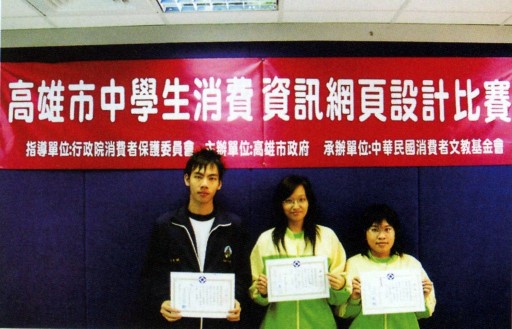 高雄市中學生消費資訊網頁設計比賽
指導單位:行政院消費者保護委員會 主辦單位:高雄市政府 承辦單位:中華民國消費者文教基金會